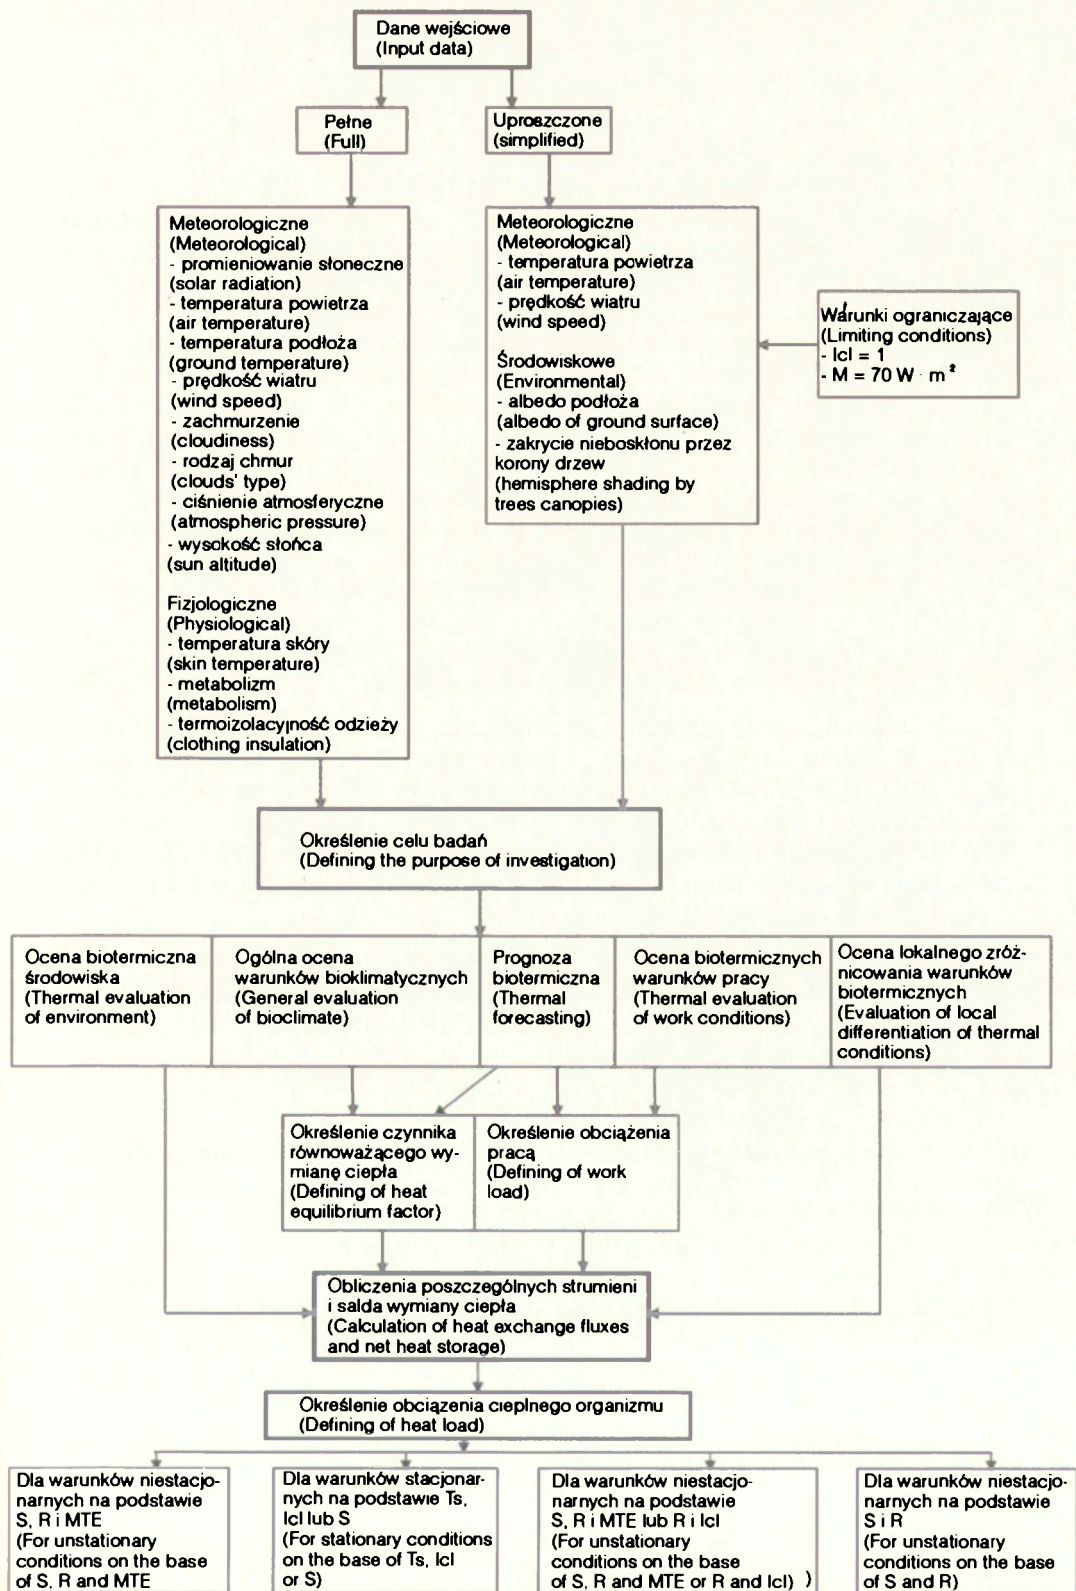 Dane wejściowe
(Input data)
Pełne
(Full)
Uproszczone
(simplified)
Meteorologiczne
(Meteorological)
- promieniowanie słoneczne
(solar radiation)
- temperatura powietrza
(air temperature)
- temperatura podłoża
(ground temperature)
- prędkość wiatru
(wind speed)
- zachmurzenie
(cloudiness)
- rodzaj chmur
(clouds' type)
- ciśnienie atmosferyczne
(atmospheric pressure)
- wysokość słońca
(sun altitude)
Fizjologiczne
(Physiological)
- temperatura skóry
(skin temperature)
- metabolizm
(metabolism)
- termoizolacyjność odzieży
(clothing insulation)
Meteorologiczne
(Meteorological)
- temperatura powietrza
(air temperature)
- prędkość wiatru
(wind speed)
Środowiskowe
(Environmental)
- albedo podłoża
(albedo of ground surface)
- zakrycie nieboskłonu przez
korony drzew
(hemisphere shading by
trees canopies)
Warunki ograniczające
(Limiting conditions)
- Icl = 1
- M = 70 W · m²
Określenie celu badań
(Defining the purpose of investigation)
Ocena biotermiczna
środowiska
(Thermal evaluation
of environment)
Ogólna ocena
warunków bioklimatycznych
(General evaluation
of bioclimate)
Prognoza
biotermiczna
(Thermal
forecasting)
Ocena biotermicznych
warunków pracy
(Thermal evaluation
of work conditions)
Ocena lokalnego zróż-
nicowania warunków
biotermicznych
(Evaluation of local
differentiation of thermal
conditions)
Określenie czynnika
równoważącego wy-
mianę ciepła
(Defining of heat
equilibrium factor)
Określenie obciążenia
pracą
(Defining of work
load)
Obliczenia poszczególnych strumieni
i salda wymiany ciepła
(Calculation of heat exchange fluxes
and net heat storage)
Określenie obciązenia cieplnego organizmu
(Defining of heat load)
Dla warunków niestacjo-
narnych na podstawie
S, R i MTE
(For unstationary
conditions on the base
of S, R and MTE
Dla warunków stacjonar-
nych na podstawie Ts,
Icl lub S
(For stationary conditions
on the base of Ts, Icl
or S)
Dla warunków niestacjo-
narnych na podstawie
S, R i MTE lub R i Icl
(For unstationary
conditions on the base
of S, R and MTE or R and Icl) )
Dla warunków niestacjo-
narnych na podstawie
S i R
(For unstationary
conditions on the base
of S and R)